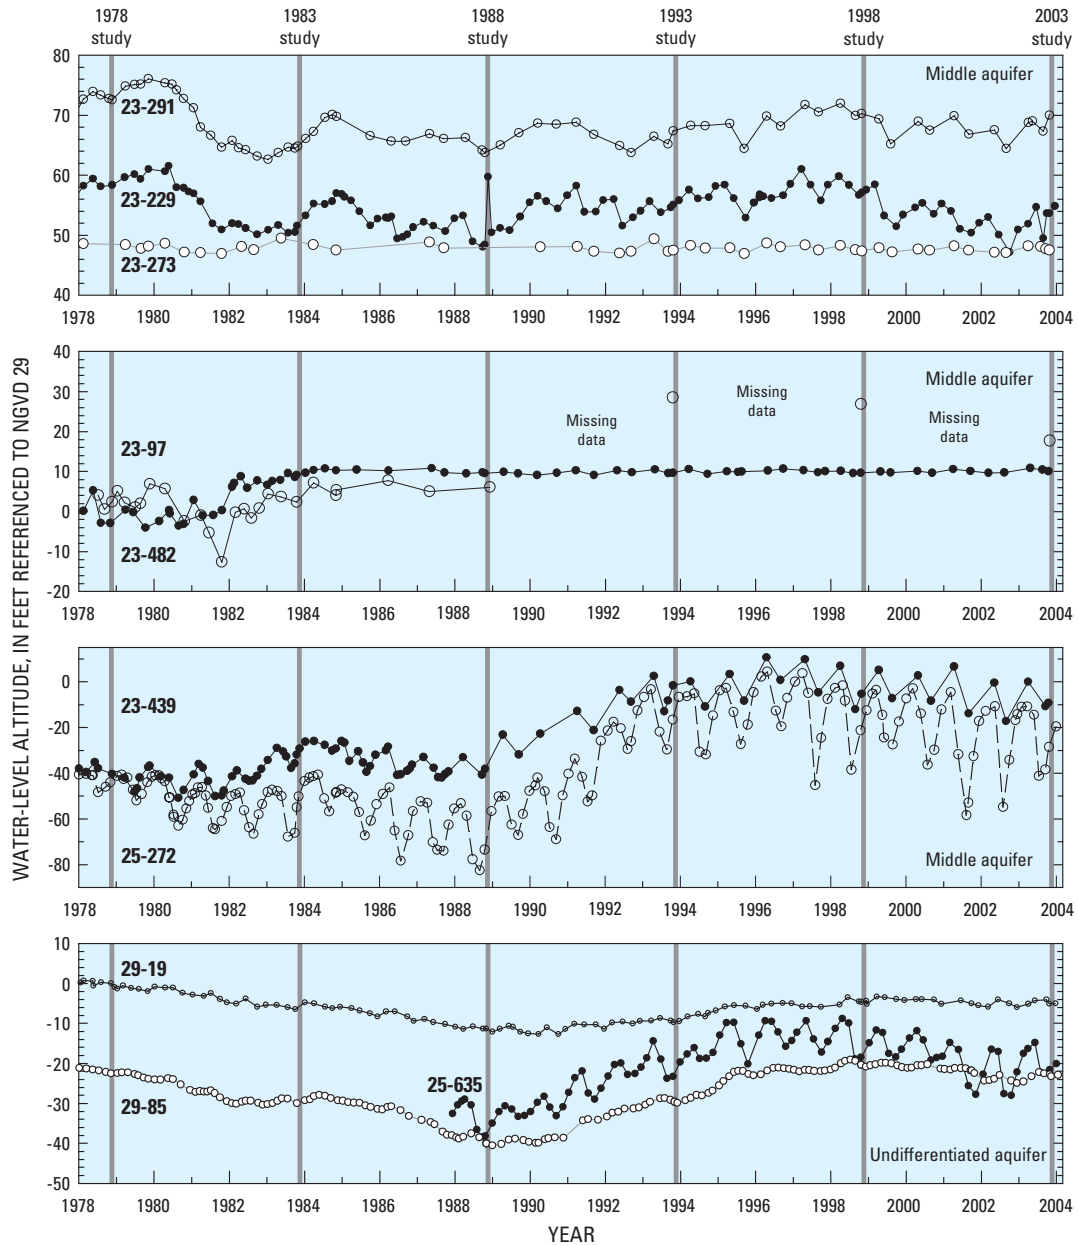 1978 1983 1988 1993 1998 2003
study study study study study study
WATER-LEVEL ALTITUDE, IN FEET REFERENCED TO NGVD 29
80
Middle aquifer
23-291
70
60
23-229
50
23-273
40
1978 1980 1982 1984 1986 1988 1990 1992 1994 1996 1998 2000 2002 2004
40
Middle aquifer
30
Missing
data
Missing
data
Missing
data
20
23-97
10
0
23-482
-10
-20
1978 1980 1982 1984 1986 1988 1990 1992 1994 1996 1998 2000 2002 2004
0
23-439
-20
-40
-60
25-272
Middle aquifer
-80
1978 1980 1982 1984 1986 1988 1990 1992 1994 1996 1998 2000 2002 2004
10
29-19
0
-10
-20
25-635
29-85
-30
-40
Undifferentiated aquifer
-50
1978 1980 1982 1984 1986 1988 1990 1992 1994 1996 1998 2000 2002 2004
YEAR